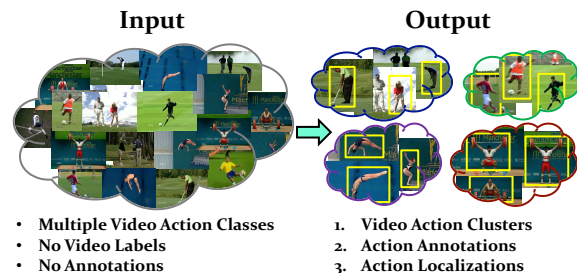 Input
Output
• Multiple Video Action Classes
• No Video Labels
• No Annotations
1. Video Action Clusters
2. Action Annotations
3. Action Localizations